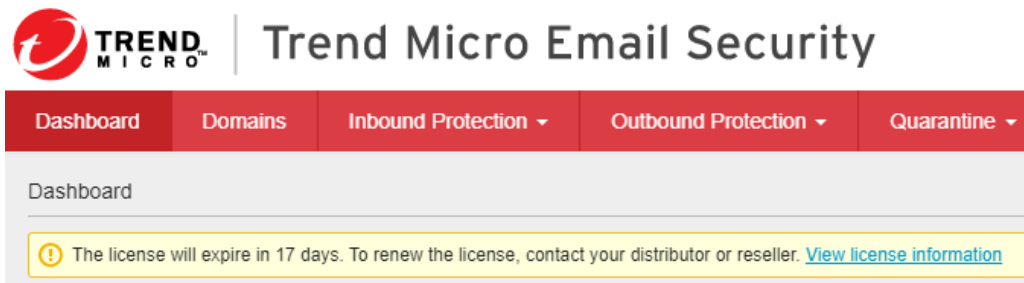 TREND MICRO™ Trend Micro Email Security
Dashboard Domains Inbound Protection Outbound Protection Quarantine
Dashboard
The license will expire in 17 days. To renew the license, contact your distributor or reseller. View license information